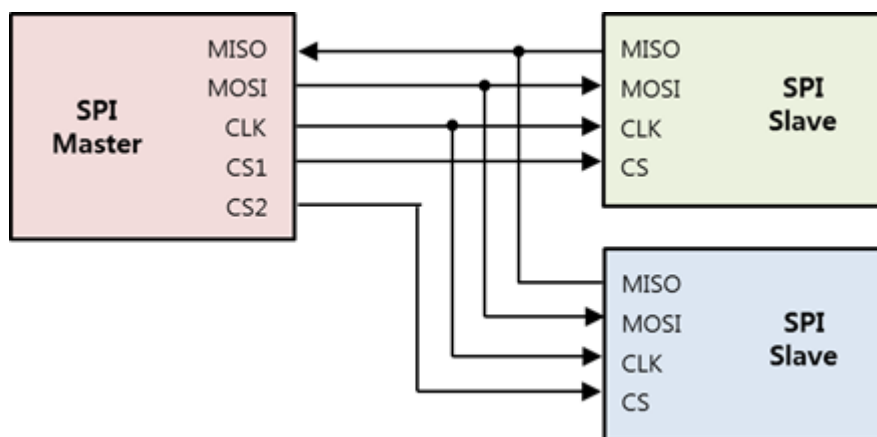 SPI
Master
MISO
MOSI
CLK
CS1
CS2
MISO
MOSI
CLK
CS
SPI
Slave
MISO
MOSI
CLK
CS
SPI
Slave